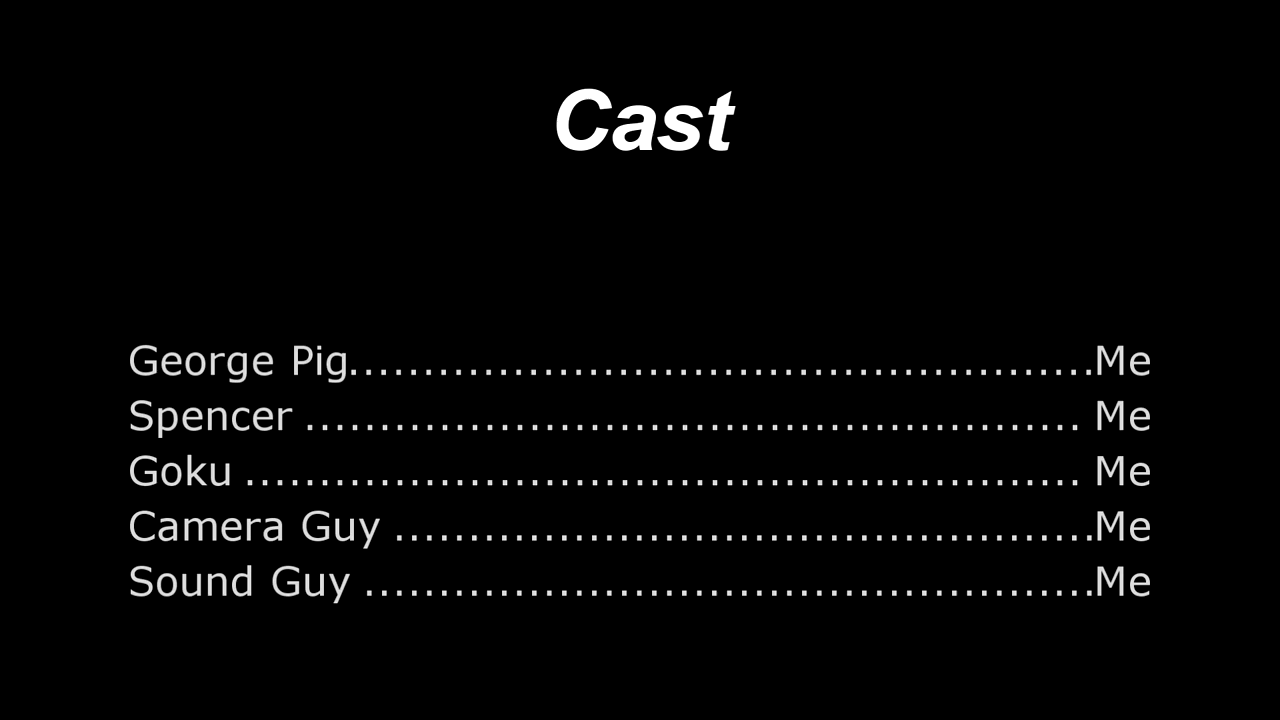 Cast
George Pig..................................................Me
Spencer .................................................... Me
Goku ........................................................ Me
Camera Guy ...............................................Me
Sound Guy .................................................Me